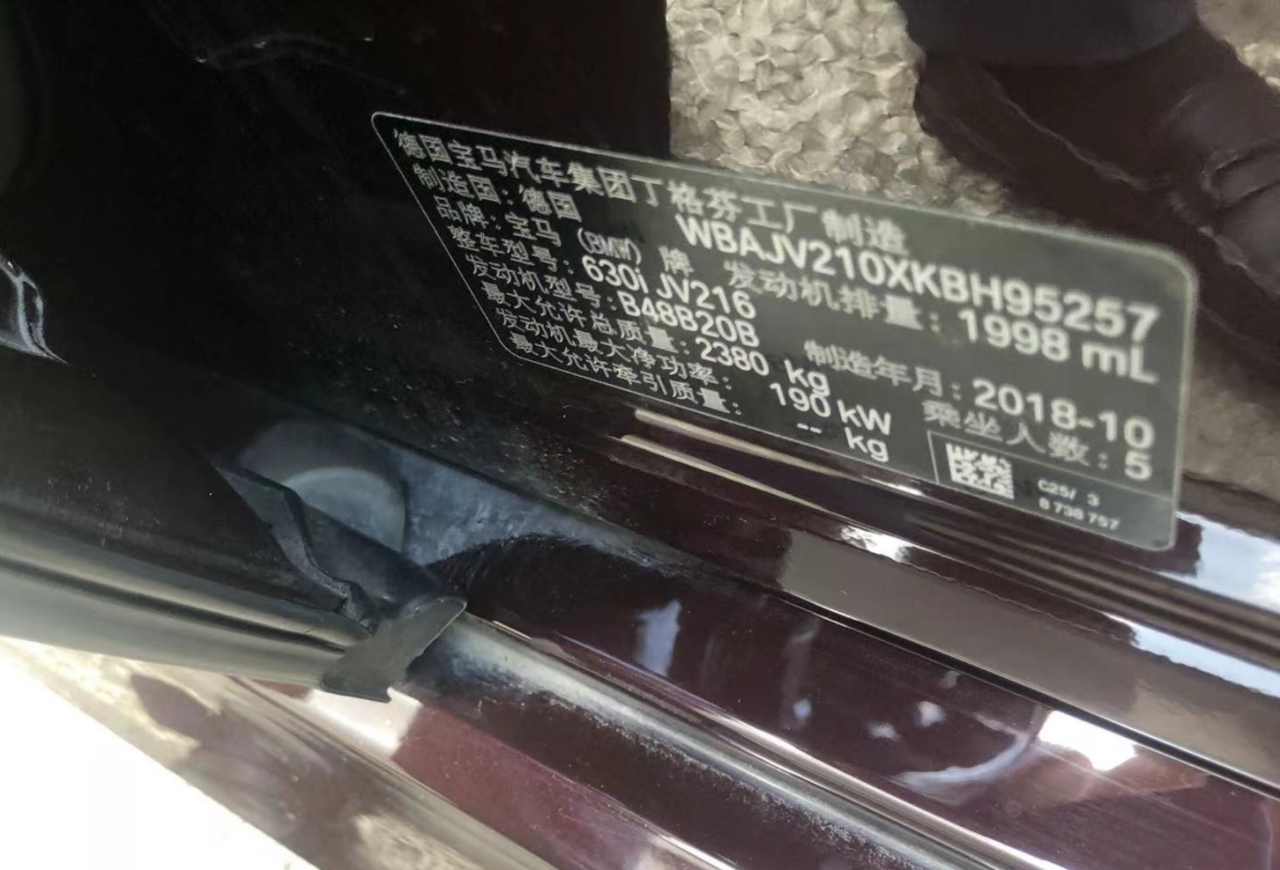 德国宝马汽车集团丁格芬工厂制造
制造国：德国 WBAJV210XKBH95257
品牌：宝马（BMW）牌 发动机排量：1998 mL
整车型号：630i JV216
发动机型号：B48B20B 制造年月：2018-10
最大允许总质量：2380 kg 乘坐人数：5
发动机最大净功率：190 kW
最大允许牵引质量：-- kg
C25/ 3
8 738 757